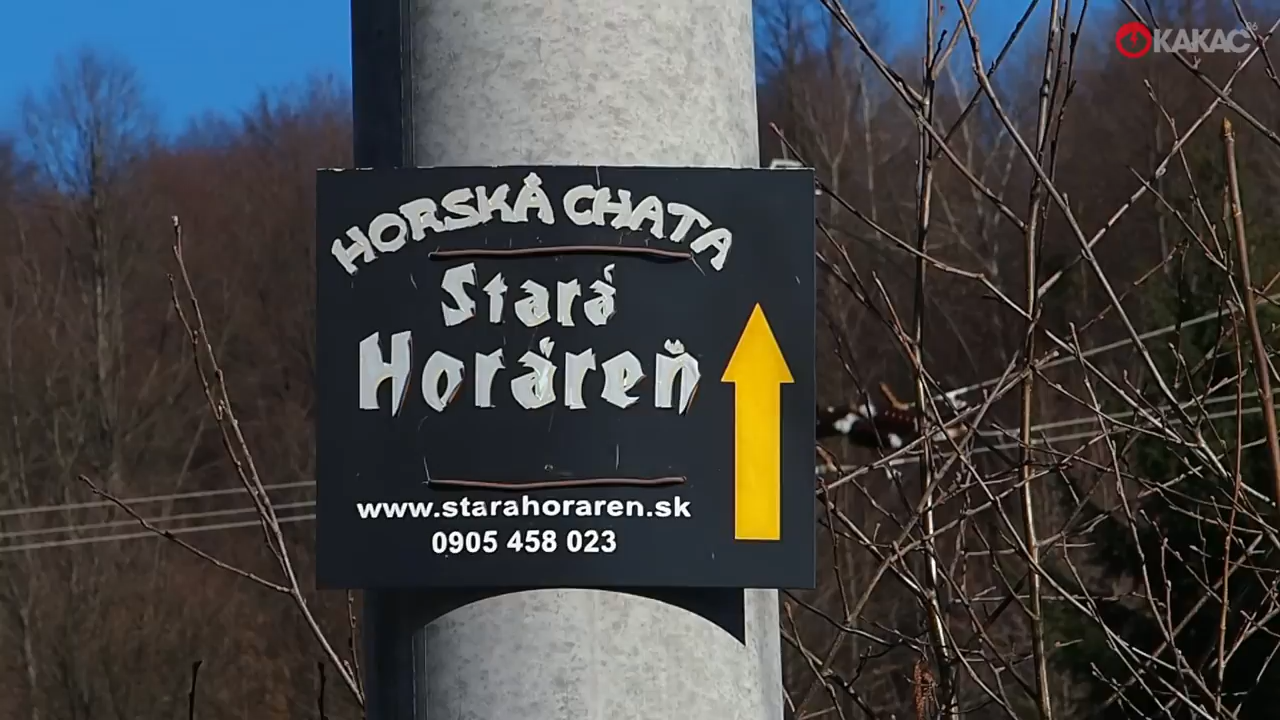 KAKAC
HORSKÁ CHATA
Stará
Horáreň
www.starahoraren.sk
0905 458 023